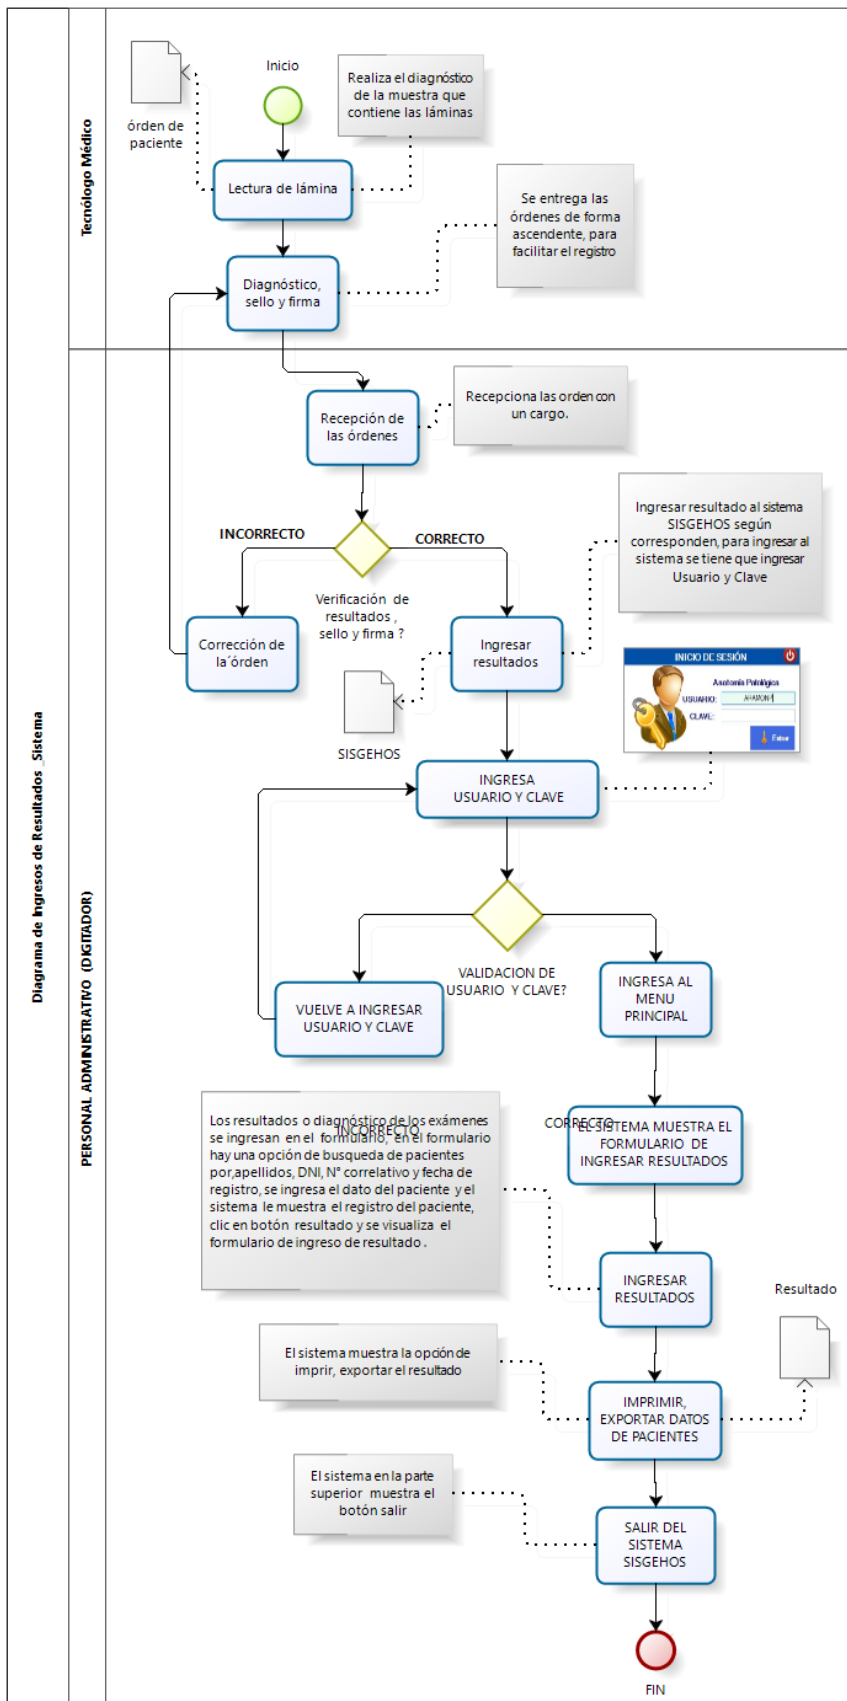 Diagrama de Ingresos de Resultados _Sistema
Tecnólogo Médico
Inicio
órden de
paciente
Realiza el diagnóstico
de la muestra que
contiene las láminas
Lectura de lámina
Se entrega las
órdenes de forma
ascendente, para
facilitar el registro
Diagnóstico,
sello y firma
PERSONAL ADMINISTRATIVO (DIGITADOR)
Recepción de
las órdenes
Recepciona las orden con
un cargo.
INCORRECTO
CORRECTO
Verificación de
resultados ,
sello y firma ?
Ingresar resultado al sistema
SISGEHOS según
corresponden, para ingresar al
sistema se tiene que ingresar
Usuario y Clave
Corrección de
la´órden
Ingresar
resultados
SISGEHOS
INICIO DE SESIÓN
Anatomía Patológica
USUARIO:
CLAVE:
Entrar
INGRESA
USUARIO Y CLAVE
VALIDACION DE
USUARIO Y CLAVE?
VUELVE A INGRESAR
USUARIO Y CLAVE
INGRESA AL
MENU
PRINCIPAL
INCORRECTO
CORRECTO
Los resultados o diagnóstico de los exámenes
se ingresan en el formulario, en el formulario
hay una opción de busqueda de pacientes
por,apellidos, DNI, N° correlativo y fecha de
registro, se ingresa el dato del paciente y el
sistema le muestra el registro del paciente,
clic en botón resultado y se visualiza el
formulario de ingreso de resultado .
EL SISTEMA MUESTRA EL
FORMULARIO DE
INGRESAR RESULTADOS
INGRESAR
RESULTADOS
Resultado
El sistema muestra la opción de
imprir, exportar el resultado
IMPRIMIR,
EXPORTAR DATOS
DE PACIENTES
El sistema en la parte
superior muestra el
botón salir
SALIR DEL
SISTEMA
SISGEHOS
FIN